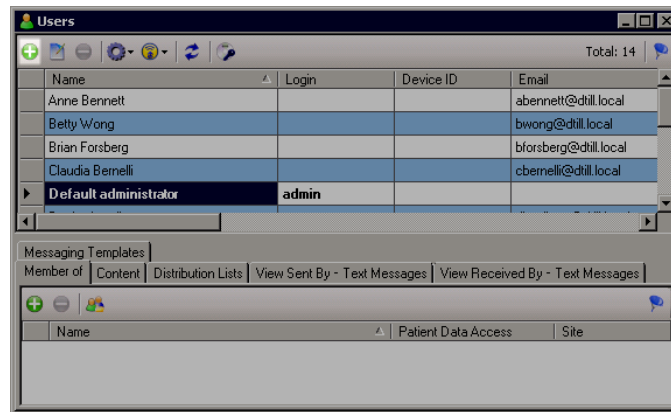 Users
Total: 14
Name Login Device ID Email
Anne Bennett abennett@dtill.local
Betty Wong bwong@dtill.local
Brian Forsberg bforsberg@dtill.local
Claudia Bernelli cbernelli@dtill.local
Default administrator admin
Messaging Templates
Member of Content Distribution Lists View Sent By - Text Messages View Received By - Text Messages
Name Patient Data Access Site